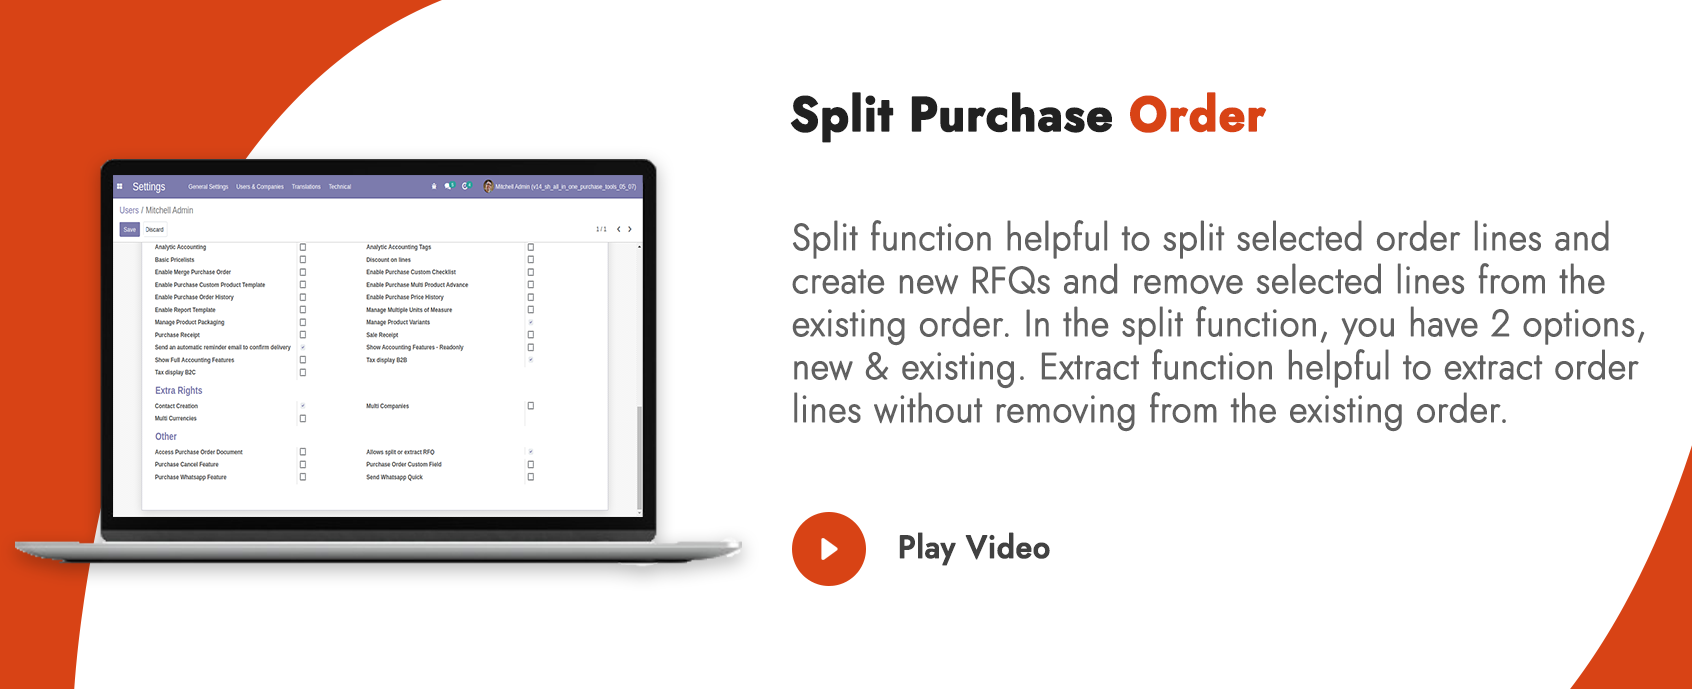 Split Purchase Order
Split function helpful to split selected order lines and
create new RFQs and remove selected lines from the
existing order. In the split function, you have 2 options,
new & existing. Extract function helpful to extract order
lines without removing from the existing order.
Play Video
Settings General Settings Users & Companies Translations Technical Mitchell Admin (v14_sh_all_in_one_purchase_tools_05_07)
Users / Mitchell Admin
Save Discard 1 / 1
Analytic Accounting Analytic Accounting Tags
Basic Pricelists Discount on lines
Enable Merge Purchase Order Enable Purchase Custom Checklist
Enable Purchase Custom Product Template Enable Purchase Multi Product Advance
Enable Purchase Order History Enable Purchase Price History
Enable Report Template Manage Multiple Units of Measure
Manage Product Packaging Manage Product Variants
Purchase Receipt Sale Receipt
Send an automatic reminder email to confirm delivery Show Accounting Features - Readonly
Show Full Accounting Features Tax display B2B
Tax display B2C
Extra Rights
Contact Creation Multi Companies
Multi Currencies
Other
Access Purchase Order Document Allows split or extract RFQ
Purchase Cancel Feature Purchase Order Custom Field
Purchase Whatsapp Feature Send Whatsapp Quick